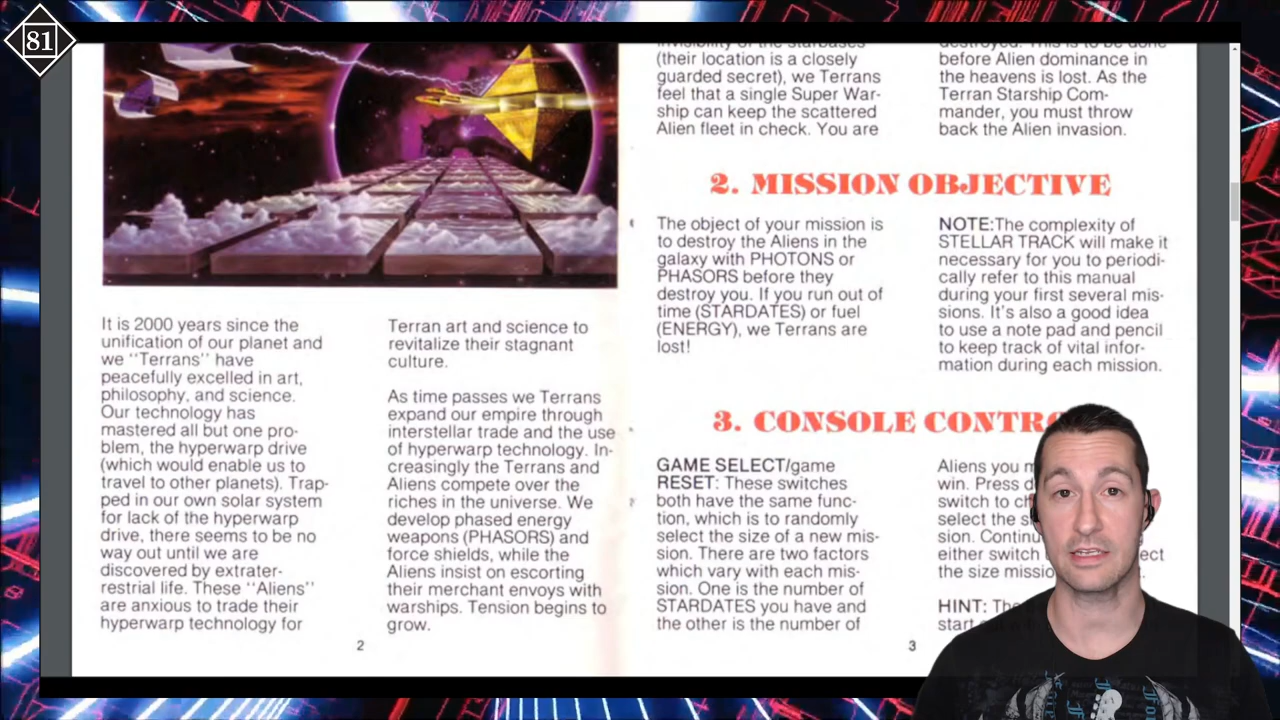 81
It is 2000 years since the
unification of our planet and
we "Terrans" have
peacefully excelled in art,
philosophy, and science.
Our technology has
mastered all but one pro-
blem, the hyperwarp drive
(which would enable us to
travel to other planets). Trap-
ped in our own solar system
for lack of the hyperwarp
drive, there seems to be no
way out until we are
discovered by extrater-
restrial life. These "Aliens"
are anxious to trade their
hyperwarp technology for
Terran art and science to
revitalize their stagnant
culture.
As time passes we Terrans
expand our empire through
interstellar trade and the use
of hyperwarp technology. In-
creasingly the Terrans and
Aliens compete over the
riches in the universe. We
develop phased energy
weapons (PHASORS) and
force shields, while the
Aliens insist on escorting
their merchant envoys with
warships. Tension begins to
grow.
2
invisibility of the starbases
(their location is a closely
guarded secret), we Terrans
feel that a single Super War-
ship can keep the scattered
Alien fleet in check. You are
destroyed. This is to be done
before Alien dominance in
the heavens is lost. As the
Terran Starship Com-
mander, you must throw
back the Alien invasion.
2. MISSION OBJECTIVE
The object of your mission is
to destroy the Aliens in the
galaxy with PHOTONS or
PHASORS before they
destroy you. If you run out of
time (STARDATES) or fuel
(ENERGY), we Terrans are
lost!
NOTE:The complexity of
STELLAR TRACK will make it
necessary for you to periodi-
cally refer to this manual
during your first several mis-
sions. It's also a good idea
to use a note pad and pencil
to keep track of vital infor-
mation during each mission.
3. CONSOLE
GAME SELECT/game
RESET: These switches
both have the same func-
tion, which is to randomly
select the size of a new mis-
sion. There are two factors
which vary with each mis-
sion. One is the number of
STARDATES you have and
the other is the number of
Aliens you
win. Press
switch to
select the
sion.
either switch
the size
HINT:
start
3